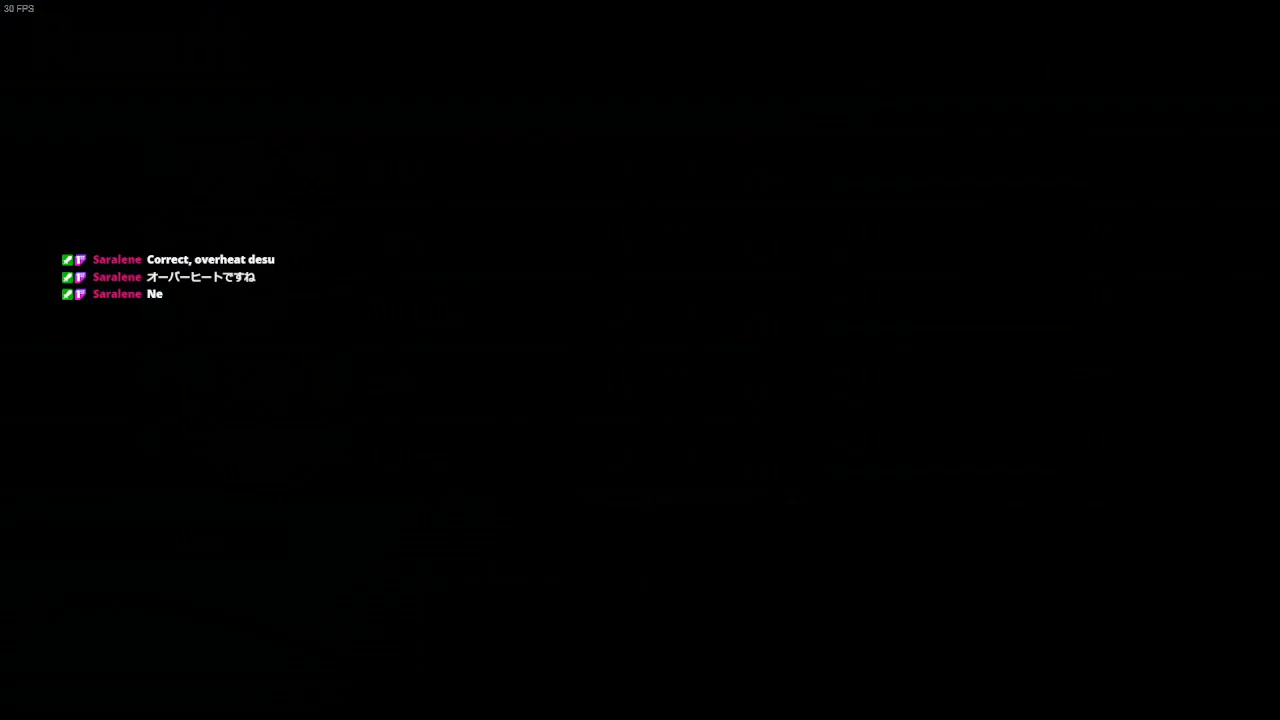 30 FPS
Saralene Correct, overheat desu
Saralene オーバーヒートですね
Saralene Ne